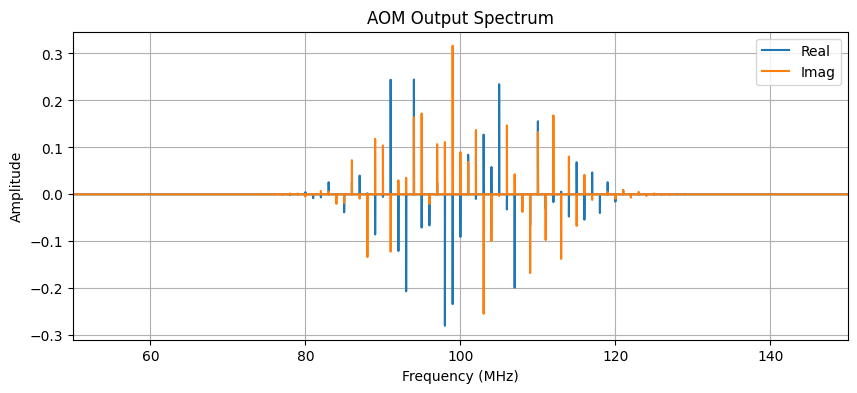 AOM Output Spectrum
Real
Imag
Amplitude
0.3
0.2
0.1
0.0
−0.1
−0.2
−0.3
60
80
100
120
140
Frequency (MHz)